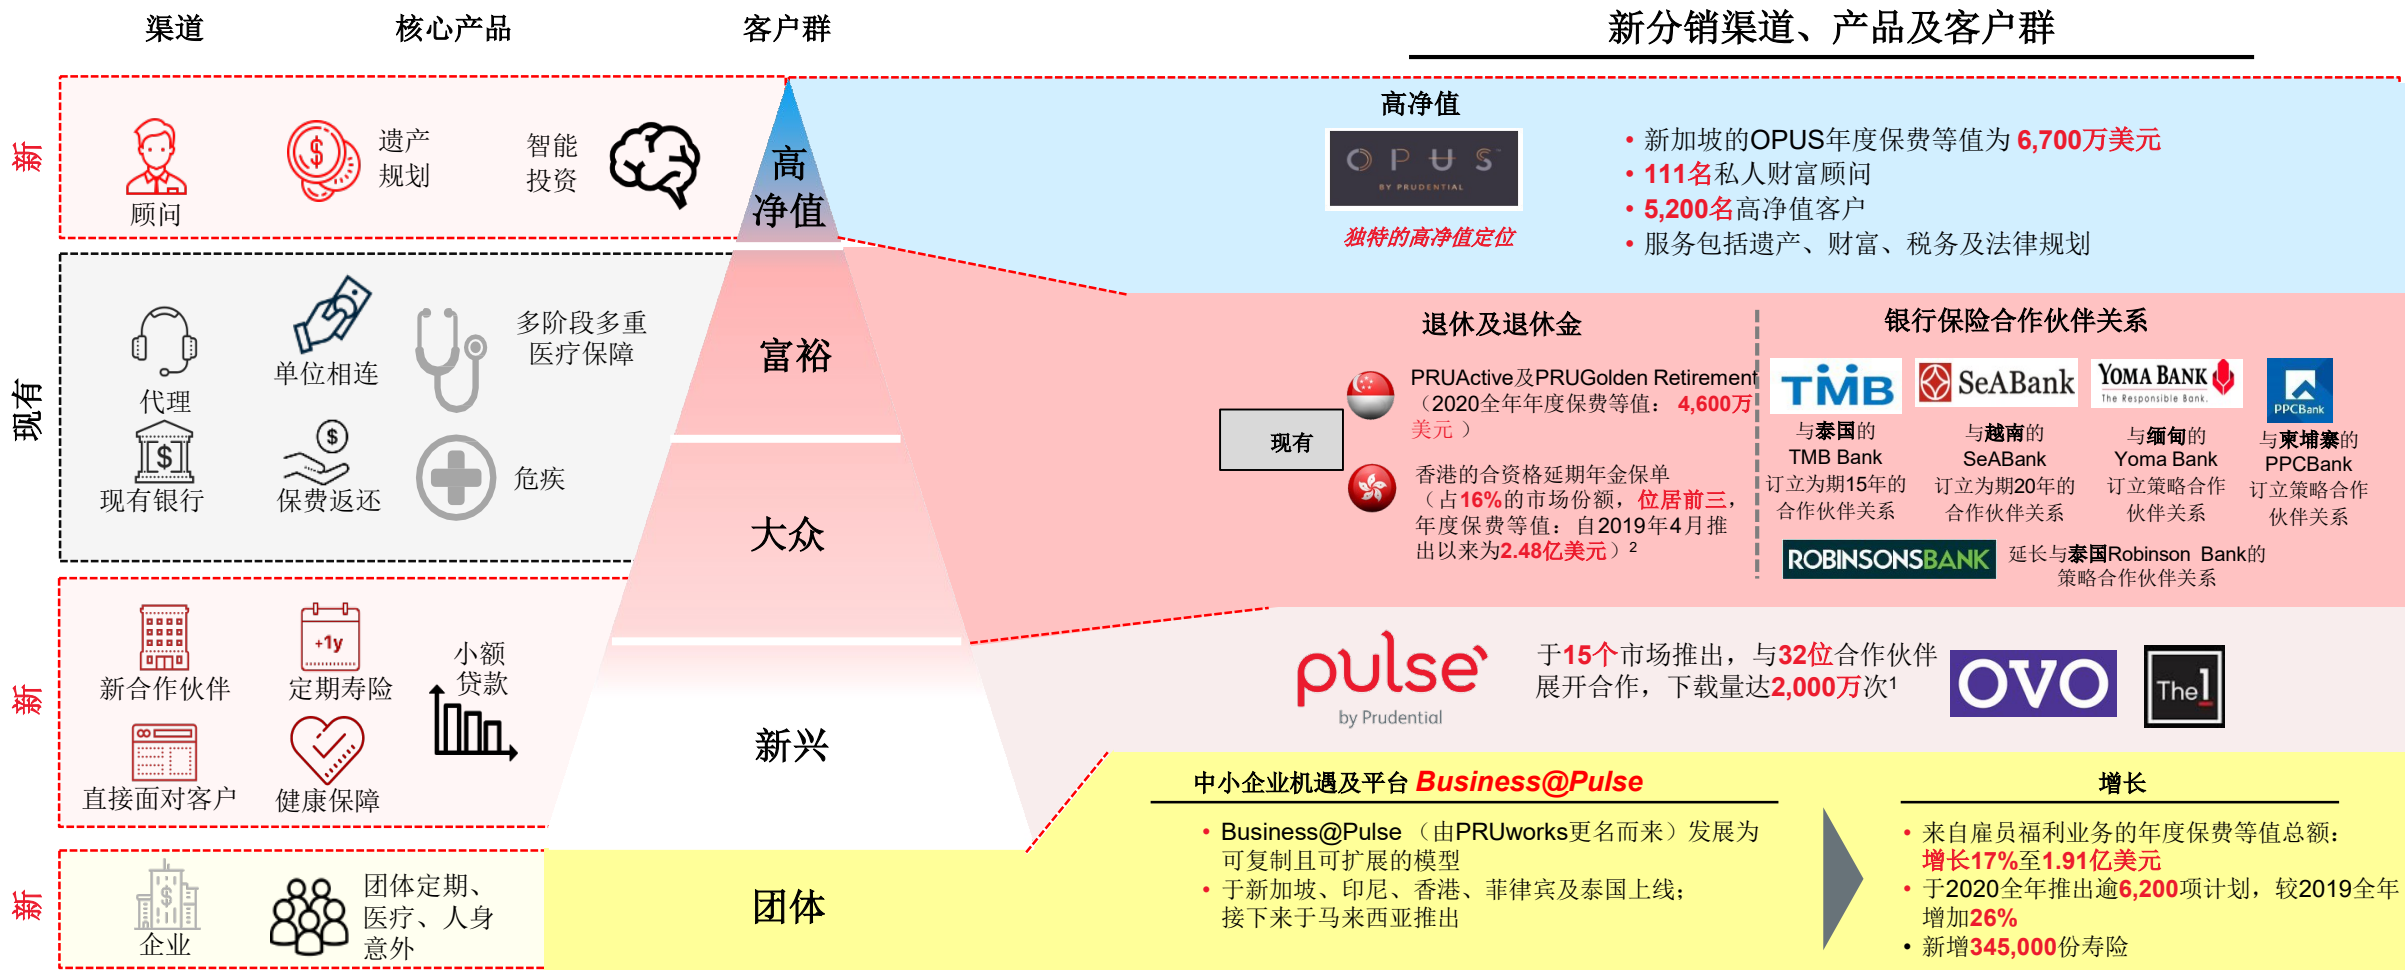 渠道
核心产品
客户群
新分销渠道、产品及客户群
新
顾问
遗产
规划
智能
投资
高
净值
高净值
OPUS
BY PRUDENTIAL
独特的高净值定位
• 新加坡的OPUS年度保费等值为 6,700万美元
• 111名私人财富顾问
• 5,200名高净值客户
• 服务包括遗产、财富、税务及法律规划
现有
代理
单位相连
多阶段多重
医疗保障
现有银行
保费返还
危疾
富裕
大众
现有
退休及退休金
PRUActive及PRUGolden Retirement
（2020全年年度保费等值： 4,600万
美元 ）
香港的合资格延期年金保单
（占16%的市场份额，位居前三，
年度保费等值：自2019年4月推
出以来为2.48亿美元）2
银行保险合作伙伴关系
TMB
与泰国的
TMB Bank
订立为期15年的
合作伙伴关系
SeABank
与越南的
SeABank
订立为期20年的
合作伙伴关系
YOMA BANK
The Responsible Bank.
与缅甸的
Yoma Bank
订立策略合作
伙伴关系
PPCBank
与柬埔寨的
PPCBank
订立策略合作
伙伴关系
ROBINSONSBANK
延长与泰国Robinson Bank的
策略合作伙伴关系
新
新合作伙伴
+1y
定期寿险
小额
贷款
直接面对客户
健康保障
新兴
pulse
by Prudential
于15个市场推出，与32位合作伙伴
展开合作，下载量达2,000万次1
OVO
The1
新
企业
团体定期、
医疗、人身
意外
团体
中小企业机遇及平台 Business@Pulse
• Business@Pulse （由PRUworks更名而来）发展为
可复制且可扩展的模型
• 于新加坡、印尼、香港、菲律宾及泰国上线；
接下来于马来西亚推出
增长
• 来自雇员福利业务的年度保费等值总额：
增长17%至1.91亿美元
• 于2020全年推出逾6,200项计划，较2019全年
增加26%
• 新增345,000份寿险